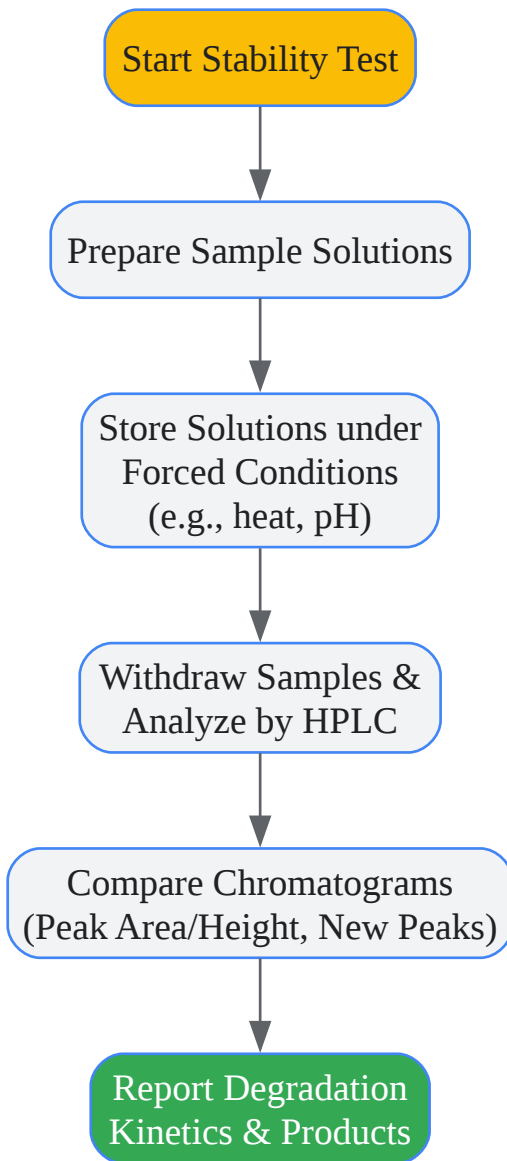 Start Stability Test
Prepare Sample Solutions
Store Solutions under
Forced Conditions
(e.g., heat, pH)
Withdraw Samples &
Analyze by HPLC
Compare Chromatograms
(Peak Area/Height, New Peaks)
Report Degradation
Kinetics & Products